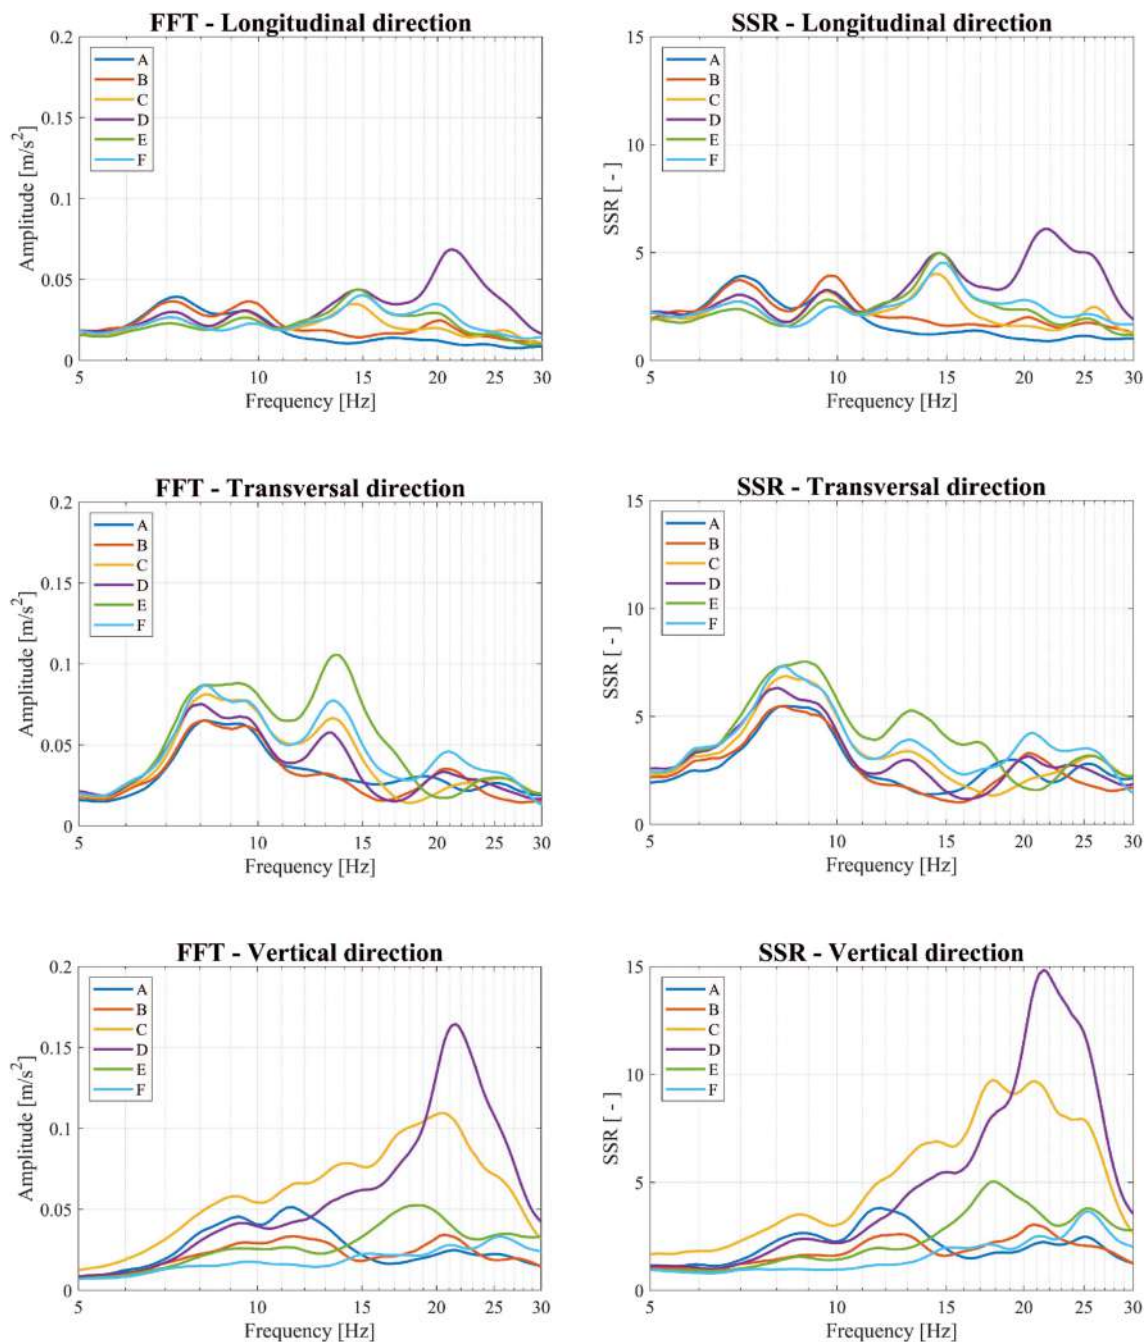 FFT - Longitudinal direction
0.2
0.15
0.1
0.05
0
Amplitude [m/s²]
A
B
C
D
E
F
5 10 15 20 25 30
Frequency [Hz]
SSR - Longitudinal direction
15
10
5
0
SSR [ - ]
A
B
C
D
E
F
5 10 15 20 25 30
Frequency [Hz]
FFT - Transversal direction
0.2
0.15
0.1
0.05
0
Amplitude [m/s²]
A
B
C
D
E
F
5 10 15 20 25 30
Frequency [Hz]
SSR - Transversal direction
15
10
5
0
SSR [ - ]
A
B
C
D
E
F
5 10 15 20 25 30
Frequency [Hz]
FFT - Vertical direction
0.2
0.15
0.1
0.05
0
Amplitude [m/s²]
A
B
C
D
E
F
5 10 15 20 25 30
Frequency [Hz]
SSR - Vertical direction
15
10
5
0
SSR [ - ]
A
B
C
D
E
F
5 10 15 20 25 30
Frequency [Hz]